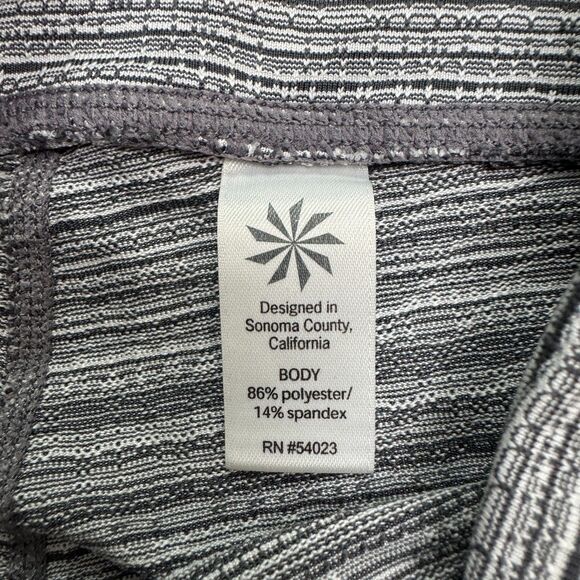 Designed in
Sonoma County,
California
BODY
86% polyester/
14% spandex
RN #54023